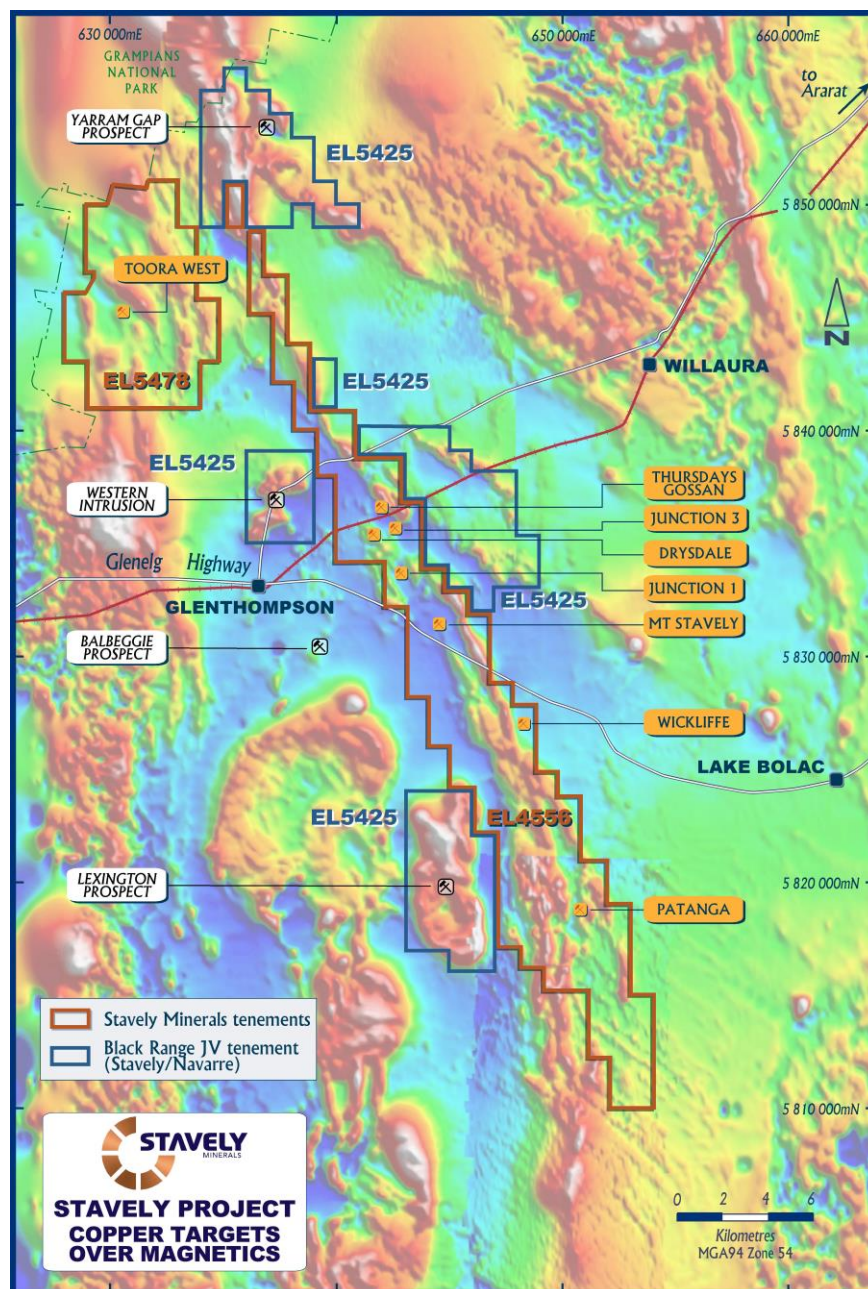 630 000mE
650 000mE
660 000mE
GRAMPIANS
NATIONAL
PARK
to
Ararat
YARRAM GAP
PROSPECT
EL5425
5 850 000mN
TOORA WEST
N
EL5478
EL5425
WILLAURA
5 840 000mN
EL5425
WESTERN
INTRUSION
THURSDAYS
GOSSAN
JUNCTION 3
DRYSDALE
Glenelg Highway
JUNCTION 1
GLENTHOMPSON
EL5425
MT STAVELY
BALBEGGIE
PROSPECT
5 830 000mN
WICKLIFFE
LAKE BOLAC
EL5425
EL4556
LEXINGTON
PROSPECT
5 820 000mN
PATANGA
Stavely Minerals tenements
Black Range JV tenement
(Stavely/Navarre)
5 810 000mN
STAVELY
MINERALS
STAVELY PROJECT
COPPER TARGETS
OVER MAGNETICS
0 2 4 6
Kilometres
MGA94 Zone 54